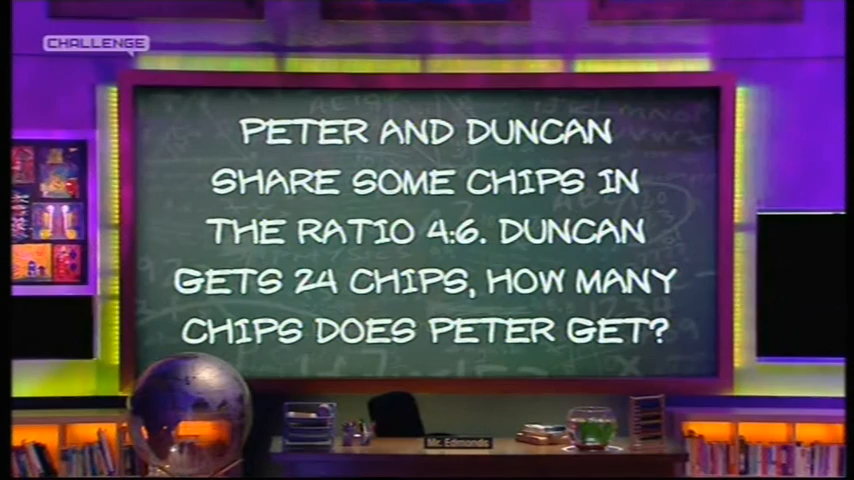 CHALLENGE
PETER AND DUNCAN
SHARE SOME CHIPS IN
THE RATIO 4:6. DUNCAN
GETS 24 CHIPS, HOW MANY
CHIPS DOES PETER GET?
Mr. Edmonds